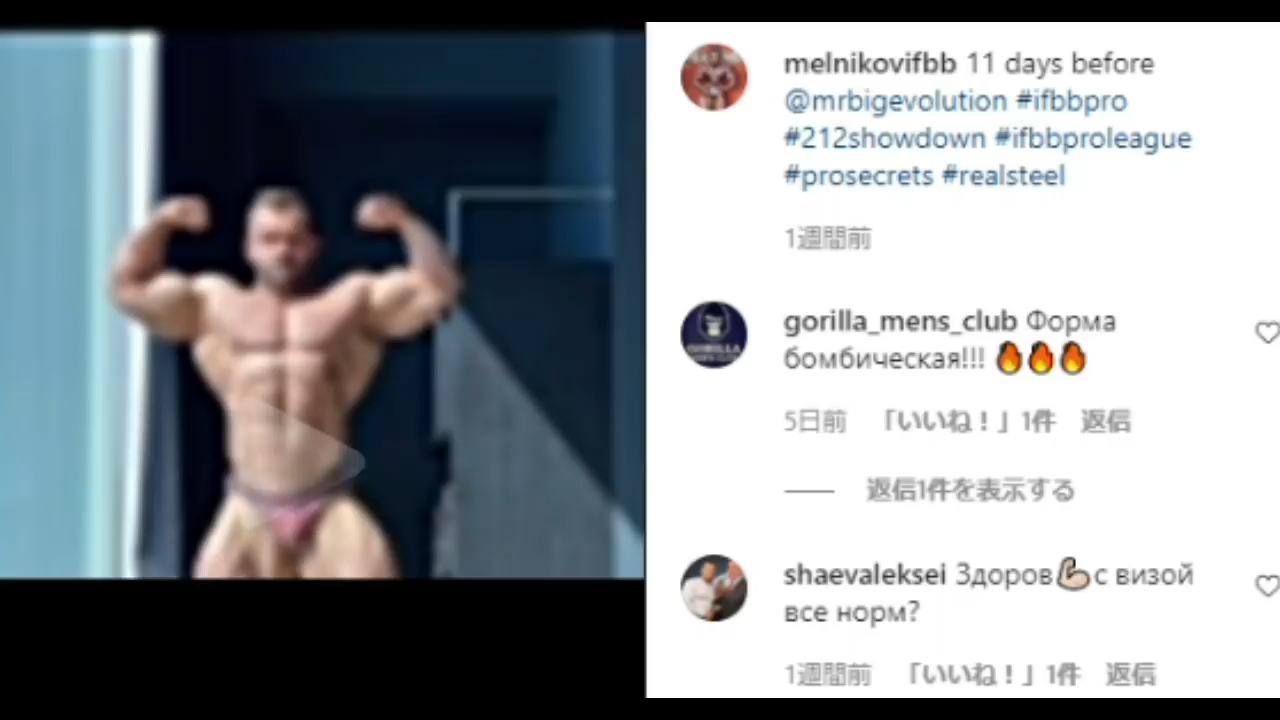 melnikovifbb 11 days before
@mrbigevolution #ifbbpro
#212showdown #ifbbproleague
#prosecrets #realsteel
1週間前
gorilla_mens_club Форма
бомбическая!!! 🔥🔥🔥
5日前 「いいね！」1件 返信
返信1件を表示する
shaevaleksei Здоров💪с визой
все норм?
1週間前 「いいね！」1件 返信